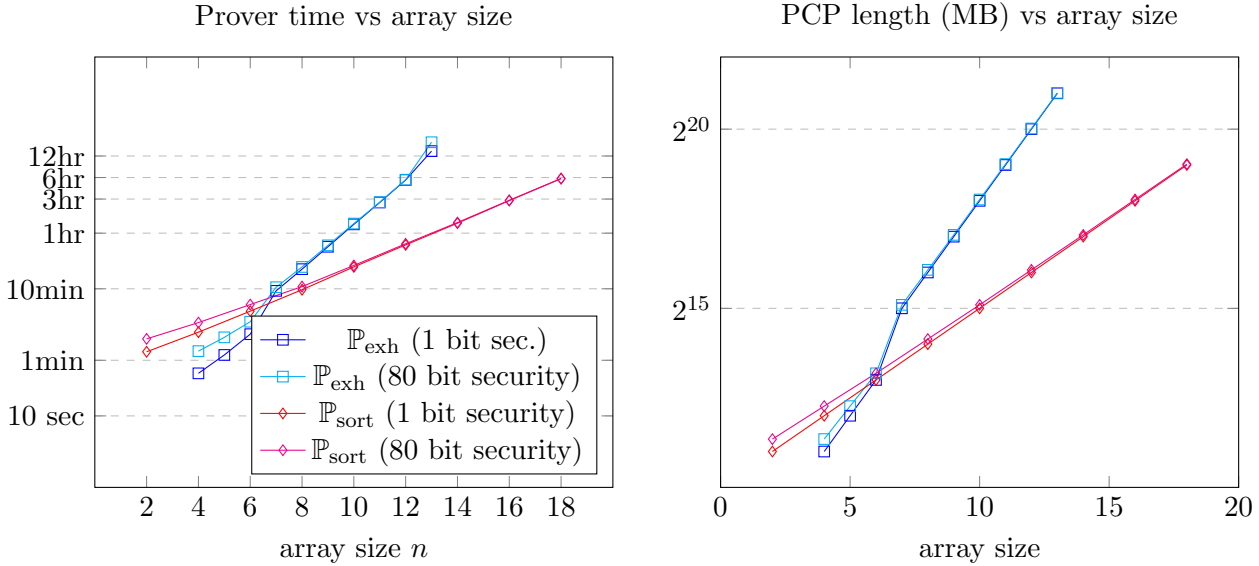 Prover time vs array size
12hr
6hr
3hr
1hr
10min
1min
10 sec
ℙexh (1 bit sec.)
ℙexh (80 bit security)
ℙsort (1 bit security)
ℙsort (80 bit security)
2 4 6 8 10 12 14 16 18
array size n
PCP length (MB) vs array size
2^20
2^15
0 5 10 15 20
array size